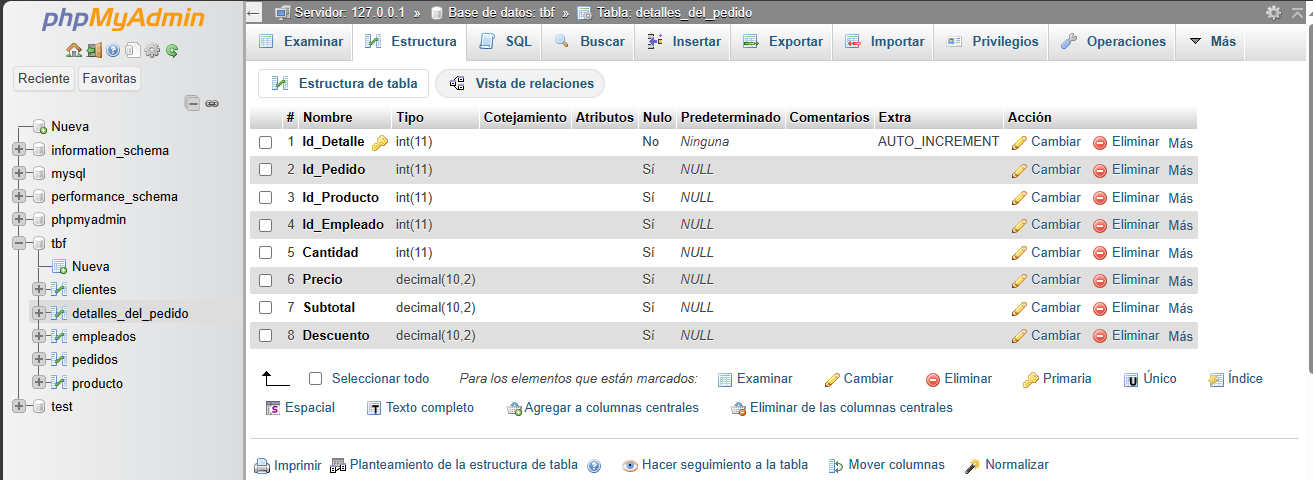 phpMyAdmin
Reciente Favoritas
Nueva
information_schema
mysql
performance_schema
phpmyadmin
tbf
Nueva
clientes
detalles_del_pedido
empleados
pedidos
producto
test
Servidor: 127.0.0.1 » Base de datos: tbf » Tabla: detalles_del_pedido
Examinar Estructura SQL Buscar Insertar Exportar Importar Privilegios Operaciones Más
Estructura de tabla Vista de relaciones
# Nombre Tipo Cotejamiento Atributos Nulo Predeterminado Comentarios Extra Acción
1 Id_Detalle int(11) No Ninguna AUTO_INCREMENT Cambiar Eliminar Más
2 Id_Pedido int(11) Sí NULL Cambiar Eliminar Más
3 Id_Producto int(11) Sí NULL Cambiar Eliminar Más
4 Id_Empleado int(11) Sí NULL Cambiar Eliminar Más
5 Cantidad int(11) Sí NULL Cambiar Eliminar Más
6 Precio decimal(10,2) Sí NULL Cambiar Eliminar Más
7 Subtotal decimal(10,2) Sí NULL Cambiar Eliminar Más
8 Descuento decimal(10,2) Sí NULL Cambiar Eliminar Más
Seleccionar todo Para los elementos que están marcados: Examinar Cambiar Eliminar Primaria Único Índice
Espacial Texto completo Agregar a columnas centrales Eliminar de las columnas centrales
Imprimir Planteamiento de la estructura de tabla Hacer seguimiento a la tabla Mover columnas Normalizar